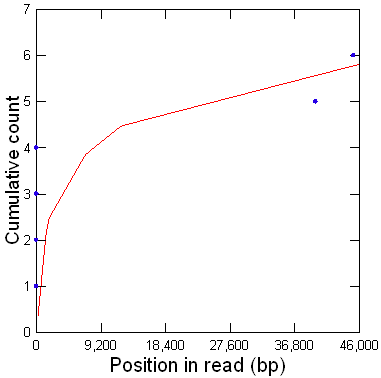 7
6
5
4
3
2
1
0
Cumulative count
0 9,200 18,400 27,600 36,800 46,000
Position in read (bp)